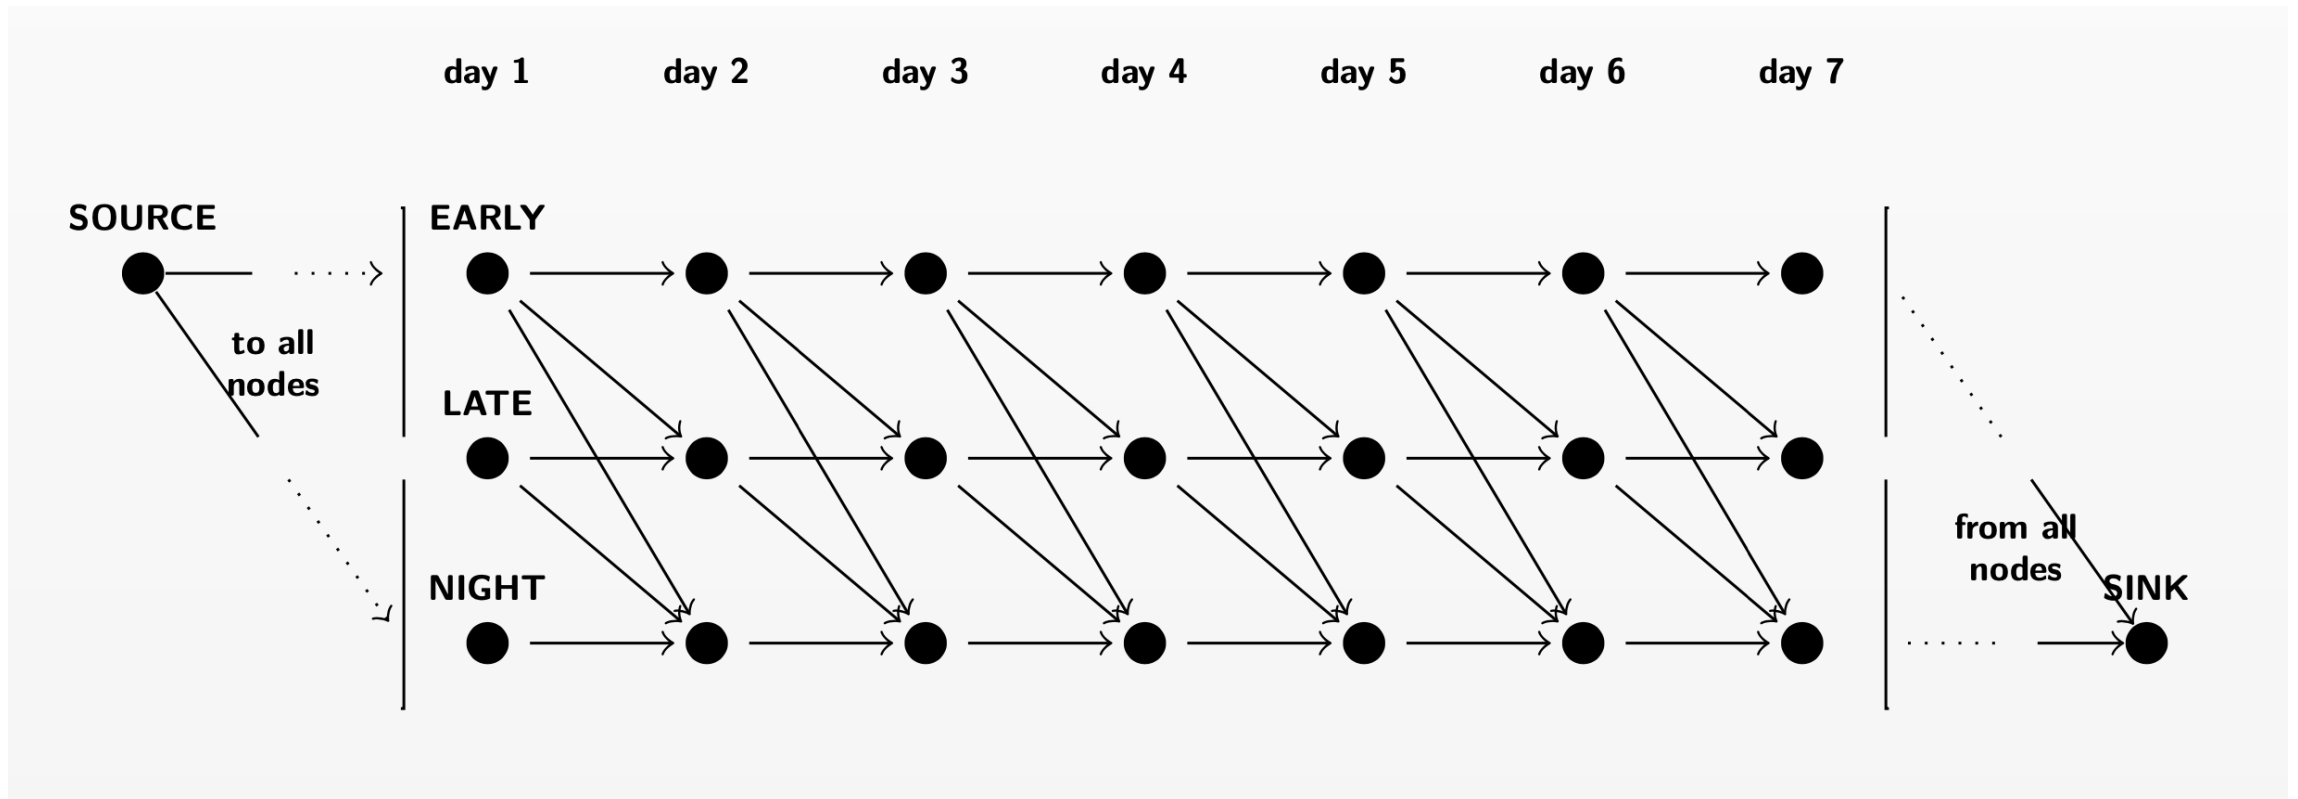 day 1 day 2 day 3 day 4 day 5 day 6 day 7
SOURCE EARLY
to all
nodes
LATE
from all
nodes
NIGHT SINK